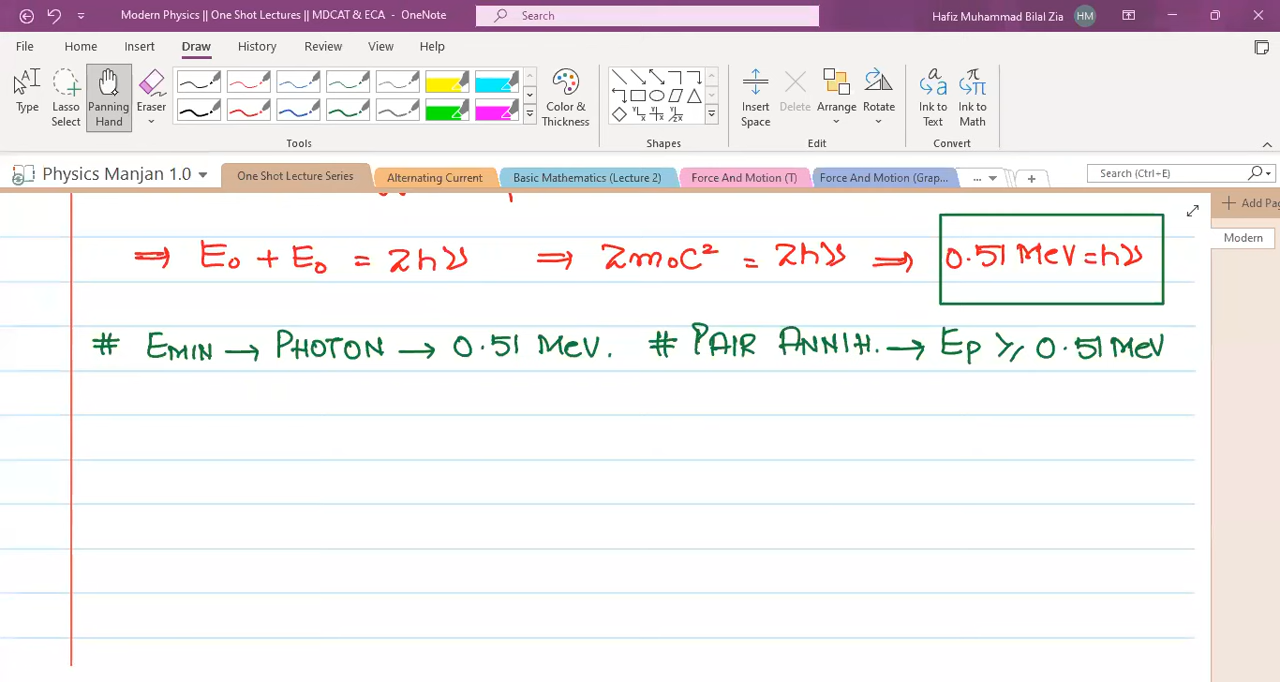 Modern Physics || One Shot Lectures || MDCAT & ECA - OneNote
Search
Hafiz Muhammad Bilal Zia
HM
File Home Insert Draw History Review View Help
Type
Lasso Select
Panning Hand
Eraser
Color & Thickness
Insert Space
Delete
Arrange
Rotate
Ink to Text
Ink to Math
Tools
Shapes
Edit
Convert
Physics Manjan 1.0
One Shot Lecture Series
Alternating Current
Basic Mathematics (Lecture 2)
Force And Motion (T)
Force And Motion (Grap...
...
Search (Ctrl+E)
Add Pag
Modern
⇒ E₀ + E₀ = 2hν ⇒ 2m₀c² = 2hν ⇒ 0.51 MeV = hν
# EMIN → PHOTON → 0.51 MeV. # PAIR ANNIH. → Ep ⩾ 0.51 MeV